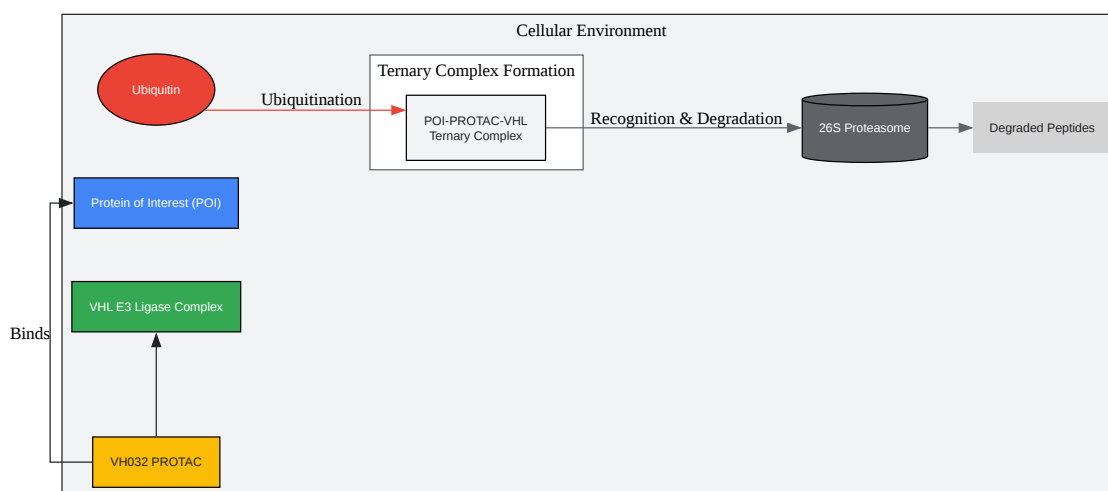 Cellular Environment
Ternary Complex Formation
Ubiquitin
Ubiquitination
POI-PROTAC-VHL
Ternary Complex
Recognition & Degradation
26S Proteasome
Degraded Peptides
Protein of Interest (POI)
VHL E3 Ligase Complex
Binds
VH032 PROTAC